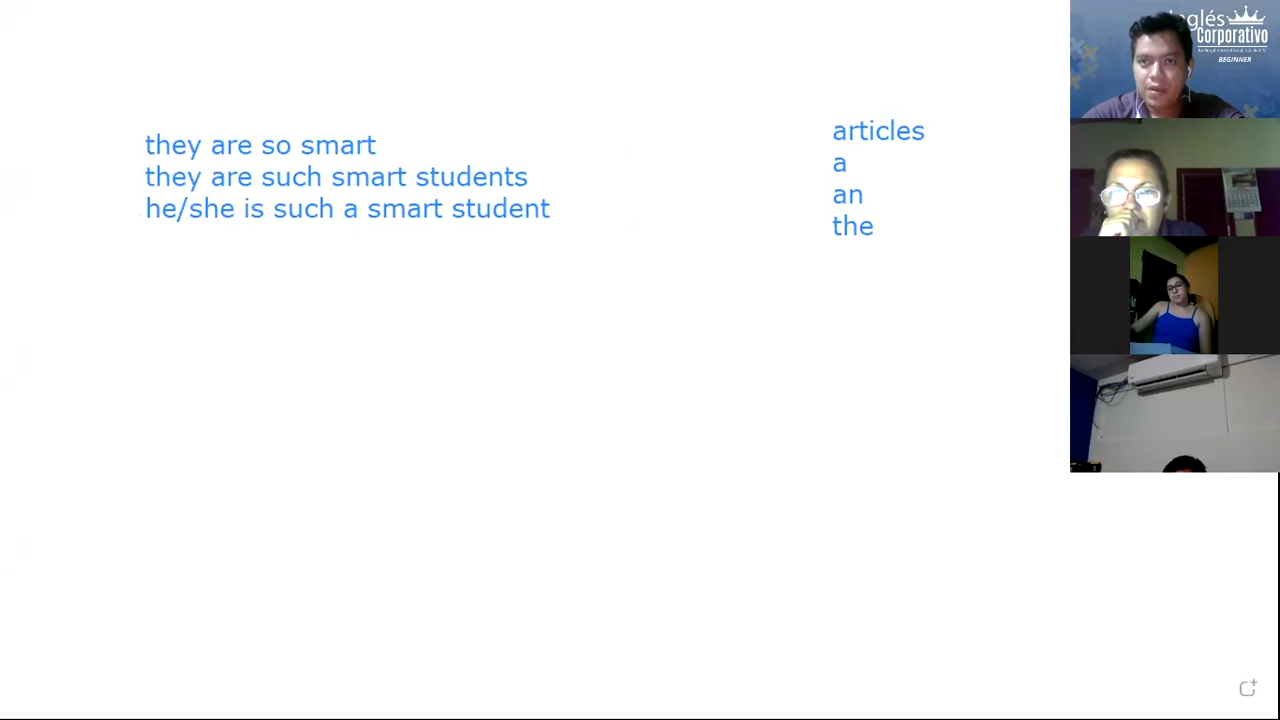 they are so smart
they are such smart students
he/she is such a smart student
articles
a
an
the
inglés
Corporativo
BEGINNER